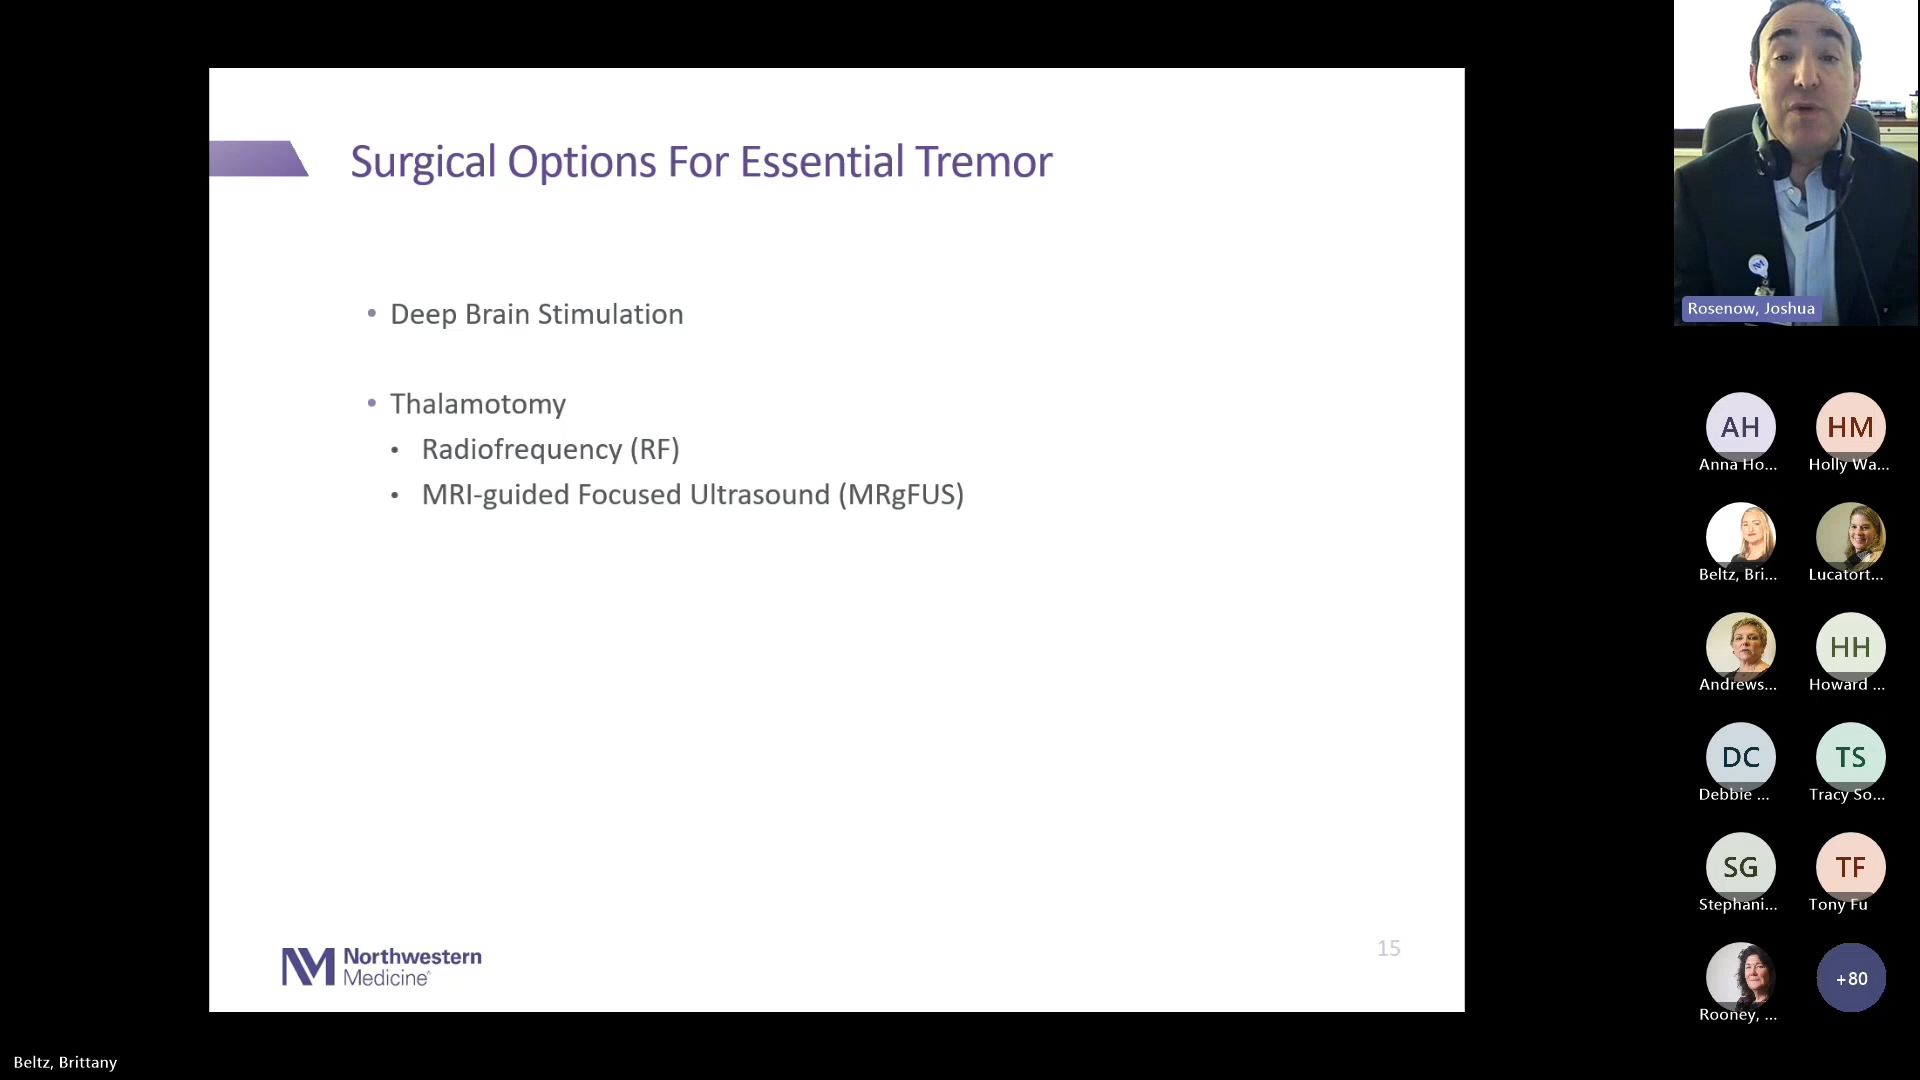 Surgical Options For Essential Tremor
• Deep Brain Stimulation
• Thalamotomy
• Radiofrequency (RF)
• MRI-guided Focused Ultrasound (MRgFUS)
NM Northwestern
Medicine®
15
NM
Rosenow, Joshua
AH HM
Anna Ho... Holly Wa...
Beltz, Bri... Lucatort...
HH
Andrews... Howard ...
DC TS
Debbie ... Tracy So...
SG TF
Stephani... Tony Fu
+80
Rooney, ...
Beltz, Brittany